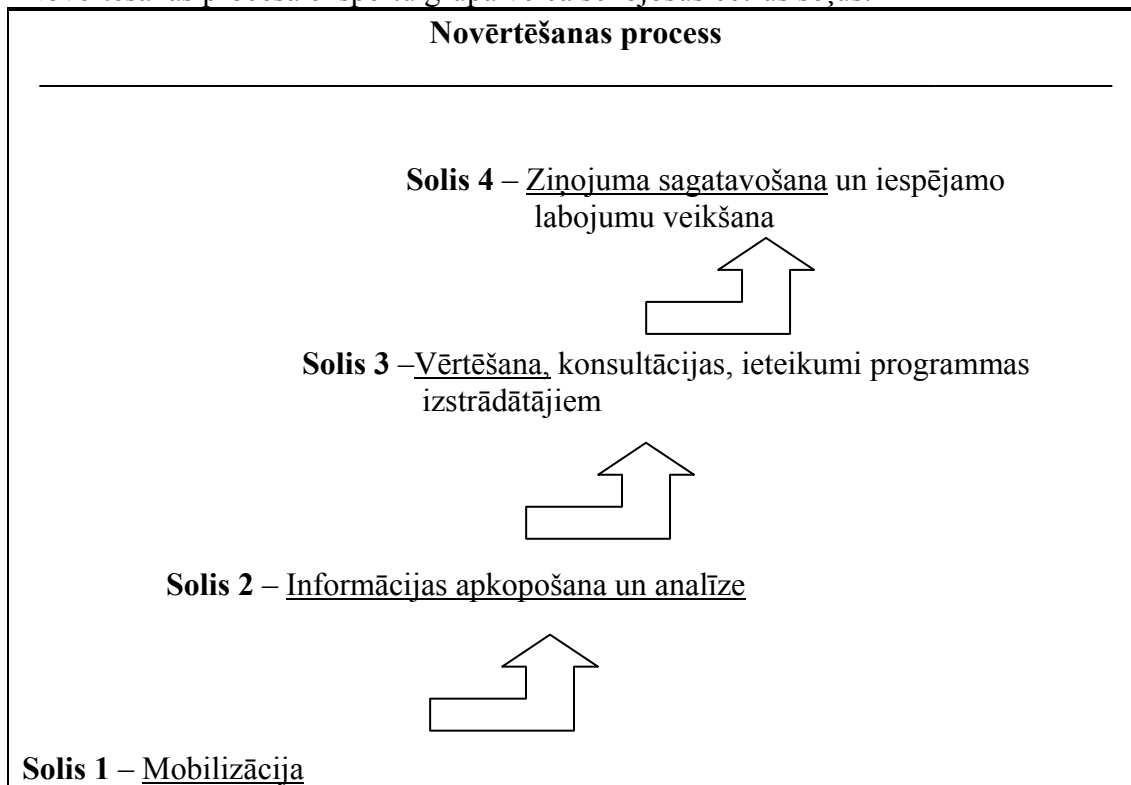 Novērtēšanas process
Solis 4 – Ziņojuma sagatavošana un iespējamo
labojumu veikšana
Solis 3 –Vērtēšana, konsultācijas, ieteikumi programmas
izstrādātājiem
Solis 2 – Informācijas apkopošana un analīze
Solis 1 – Mobilizācija